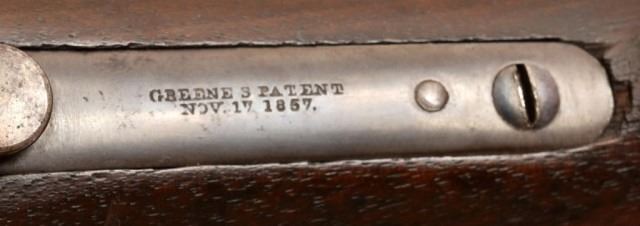 GREENE'S PATENT
NOV. 17, 1857.